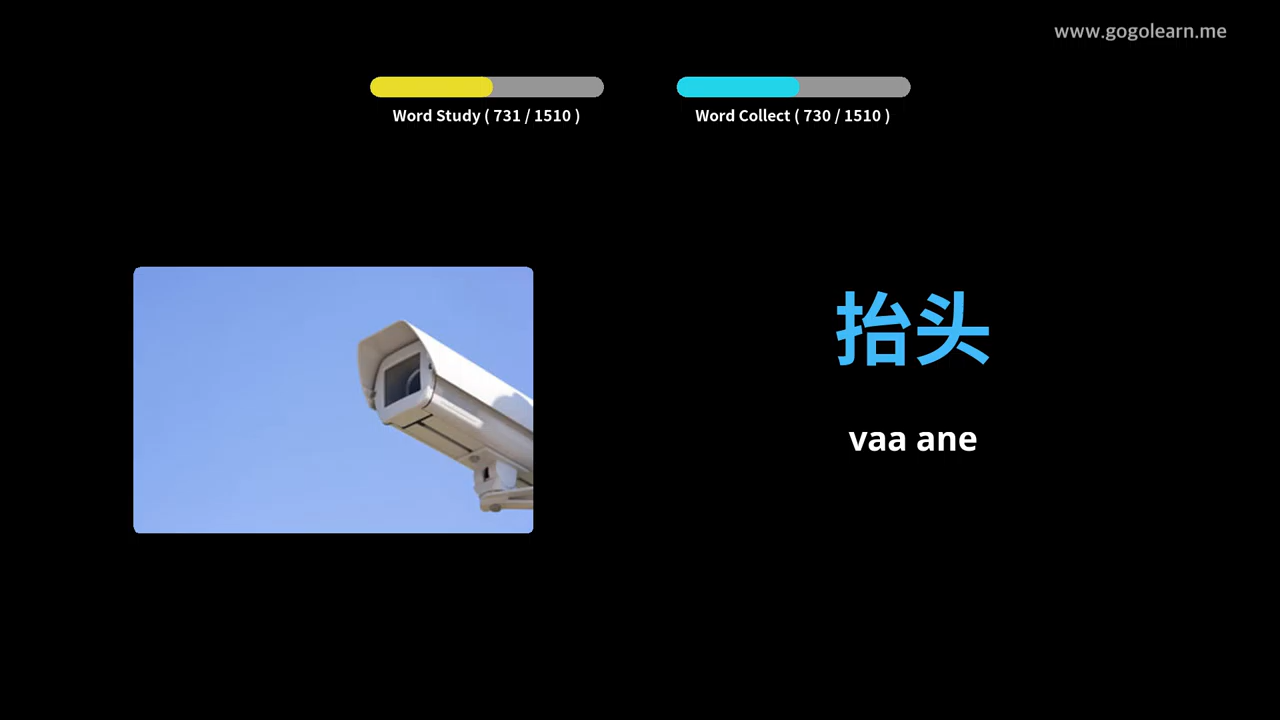 www.gogolearn.me
Word Study ( 731 / 1510 )
Word Collect ( 730 / 1510 )
抬头
vaa ane